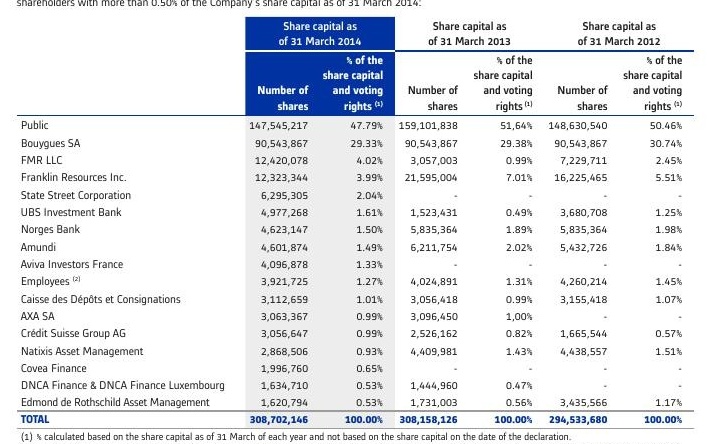 shareholders with more than 0.50% of the Company's share capital as of 31 March 2014:
Share capital as Share capital as Share capital as
of 31 March 2014 of 31 March 2013 of 31 March 2012
% of the % of the % of the
share capital share capital share capital
Number of and voting Number of and voting Number of and voting
shares rights (1) shares rights (1) shares rights (1)
Public 147,545,217 47.79% 159,101,838 51,64% 148,630,540 50.46%
Bouygues SA 90,543,867 29.33% 90,543,867 29.38% 90,543,867 30.74%
FMR LLC 12,420,078 4.02% 3,057,003 0.99% 7,229,711 2.45%
Franklin Resources Inc. 12,323,344 3.99% 21,595,004 7.01% 16,225,465 5.51%
State Street Corporation 6,295,305 2.04% - - - -
UBS Investment Bank 4,977,268 1.61% 1,523,431 0.49% 3,680,708 1.25%
Norges Bank 4,623,147 1.50% 5,835,364 1.89% 5,835,364 1.98%
Amundi 4,601,874 1.49% 6,211,754 2.02% 5,432,726 1.84%
Aviva Investors France 4,096,878 1.33% - - - -
Employees (2) 3,921,725 1.27% 4,024,891 1.31% 4,260,214 1.45%
Caisse des Dépôts et Consignations 3,112,659 1.01% 3,056,418 0.99% 3,155,418 1.07%
AXA SA 3,063,367 0.99% 3,096,450 1,00% - -
Crédit Suisse Group AG 3,056,647 0.99% 2,526,162 0.82% 1,665,544 0.57%
Natixis Asset Management 2,868,506 0.93% 4,409,981 1.43% 4,438,557 1.51%
Covea Finance 1,996,760 0.65% - - - -
DNCA Finance & DNCA Finance Luxembourg 1,634,710 0.53% 1,444,960 0.47% - -
Edmond de Rothschild Asset Management 1,620,794 0.53% 1,731,003 0.56% 3,435,566 1.17%
TOTAL 308,702,146 100.00% 308,158,126 100.00% 294,533,680 100.00%
(1) % calculated based on the share capital as of 31 March of each year and not based on the share capital on the date of the declaration.